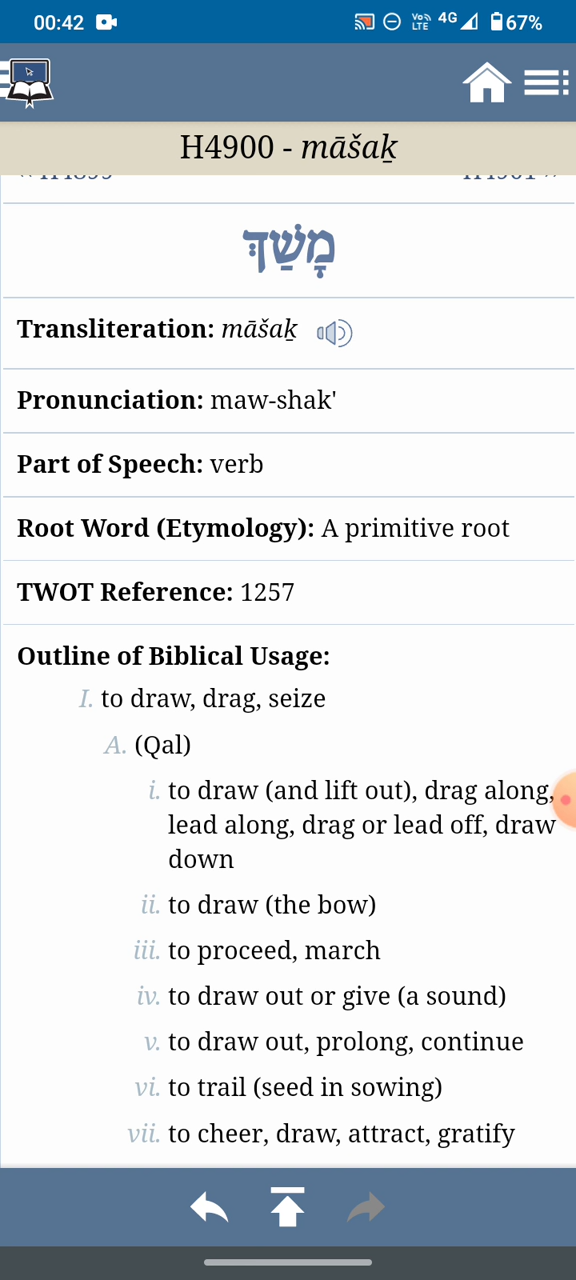 00:42 Vo LTE 4G 67%
H4900 - māšaḵ
מָשַׁךְ
Transliteration: māšaḵ
Pronunciation: maw-shak'
Part of Speech: verb
Root Word (Etymology): A primitive root
TWOT Reference: 1257
Outline of Biblical Usage:
I. to draw, drag, seize
A. (Qal)
i. to draw (and lift out), drag along,
lead along, drag or lead off, draw
down
ii. to draw (the bow)
iii. to proceed, march
iv. to draw out or give (a sound)
v. to draw out, prolong, continue
vi. to trail (seed in sowing)
vii. to cheer, draw, attract, gratify